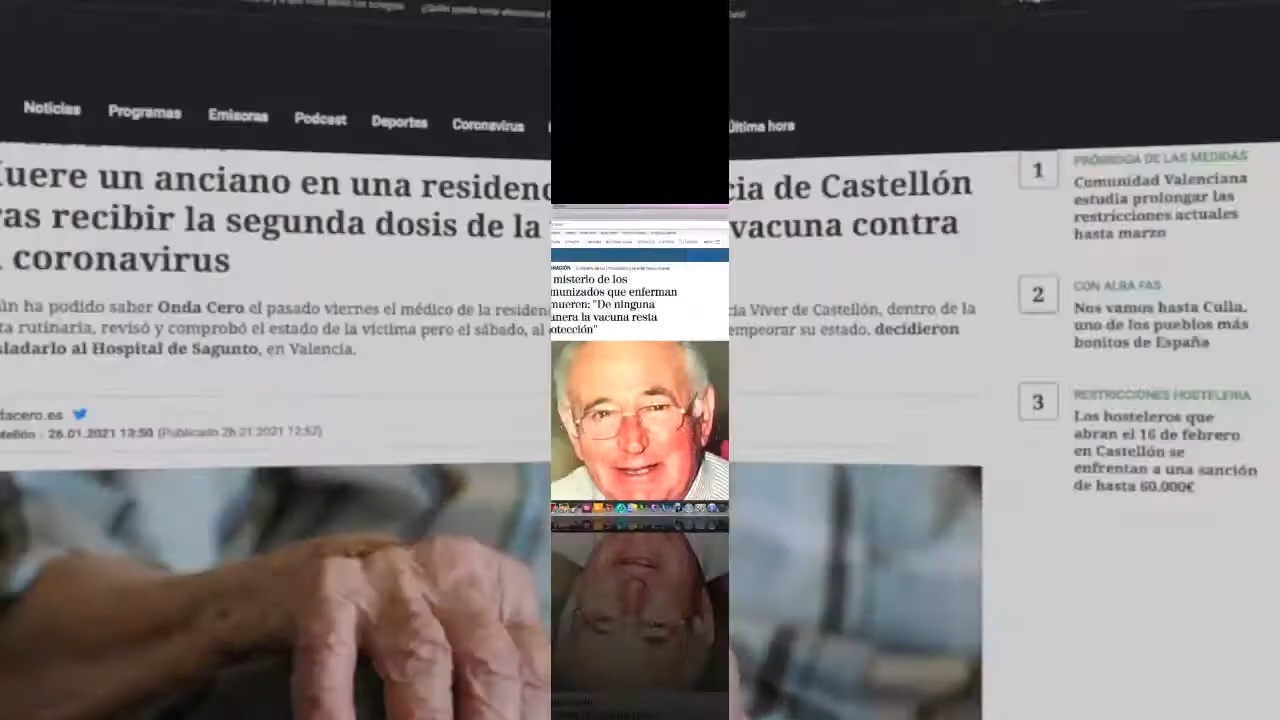 Noticias Programas Emisoras Podcast Deportes Coronavirus Última hora
uere un anciano en una residenc
cia de Castellón
as recibir la segunda dosis de la
vacuna contra
coronavirus
ún ha podido saber Onda Cero el pasado viernes el médico de la residen
cia Viver de Castellón, dentro de la
ta rutinaria, revisó y comprobó el estado de la víctima pero el sábado, al
empeorar su estado, decidieron
sladarlo al Hospital de Sagunto, en Valencia.
dacero.es
tellón 26.01.2021 13:50 (Publicado 26.01.2021 12:52)
NACIÓN
misterio de los
munizados que enferman
mueren: "De ninguna
anera la vacuna resta
otección"
1
PRÓRROGA DE LAS MEDIDAS
Comunidad Valenciana
estudia prolongar las
restricciones actuales
hasta marzo
2
CON ALBA FAS
Nos vamos hasta Culla,
uno de los pueblos más
bonitos de España
3
RESTRICCIONES HOSTELERIA
Los hosteleros que
abran el 16 de febrero
en Castellón se
enfrentan a una sanción
de hasta 60.000€